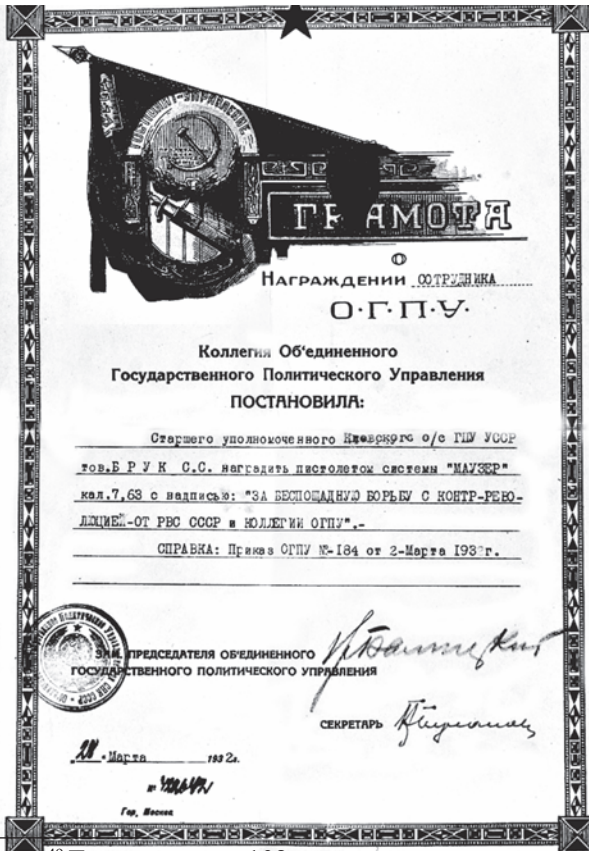 ГРАМОТА
О
НАГРАЖДЕНИИ СОТРУДНИКА
О·Г·П·У·
Коллегия Об'единенного
Государственного Политического Управления
ПОСТАНОВИЛА:
Старшего уполномоченного Киевского о/с ГПУ УССР
тов.Б Р У К С.С. наградить пистолетом системы "МАУЗЕР"
кал.7,63 с надписью: "ЗА БЕСПОЩАДНУЮ БОРЬБУ С КОНТР-РЕВО-
ЛЮЦИЕЙ-ОТ РВС СССР и КОЛЛЕГИИ ОГПУ".-
СПРАВКА: Приказ ОГПУ №-184 от 2-Марта 1932г.
ЗАМ. ПРЕДСЕДАТЕЛЯ ОБ'ЕДИНЕННОГО
ГОСУДАРСТВЕННОГО ПОЛИТИЧЕСКОГО УПРАВЛЕНИЯ
СЕКРЕТАРЬ
Марта 1932г.
№
Гор. Москва